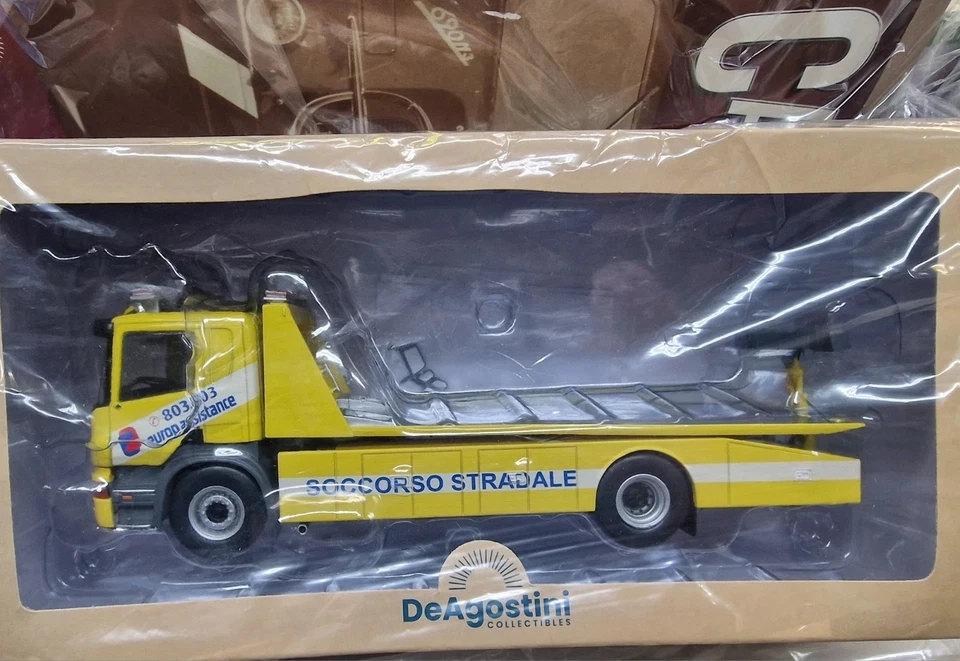 803.803
europ assistance
SOCCORSO STRADALE
DeAgostini
COLLECTIBLES